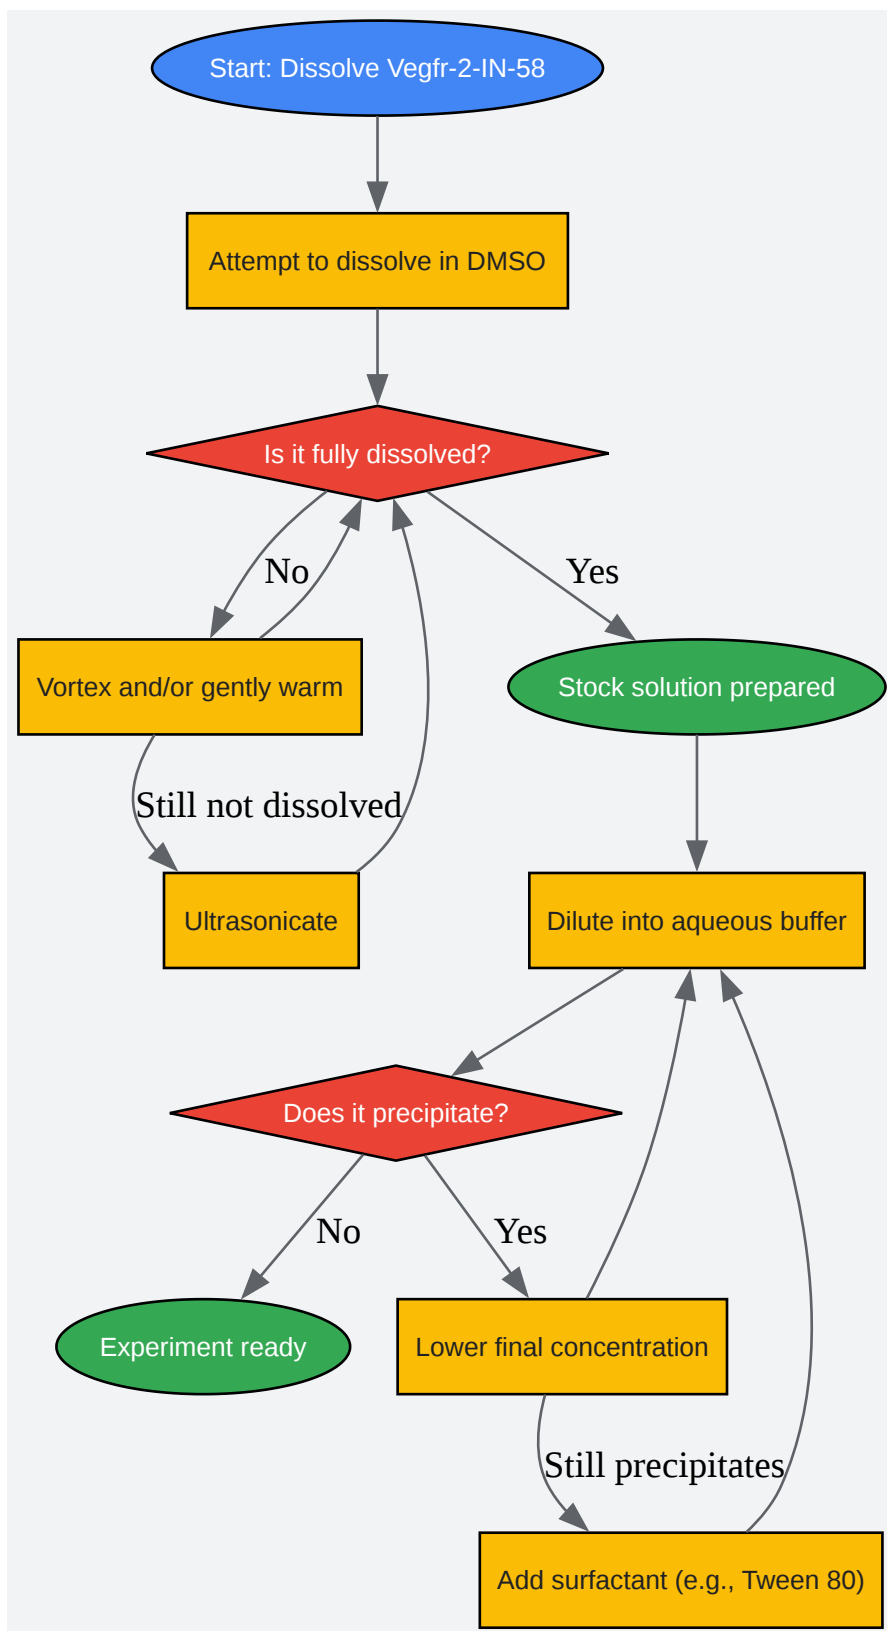 Start: Dissolve Vegfr-2-IN-58
Attempt to dissolve in DMSO
Is it fully dissolved?
No
Yes
Vortex and/or gently warm
Stock solution prepared
Still not dissolved
Ultrasonicate
Dilute into aqueous buffer
Does it precipitate?
No
Yes
Experiment ready
Lower final concentration
Still precipitates
Add surfactant (e.g., Tween 80)